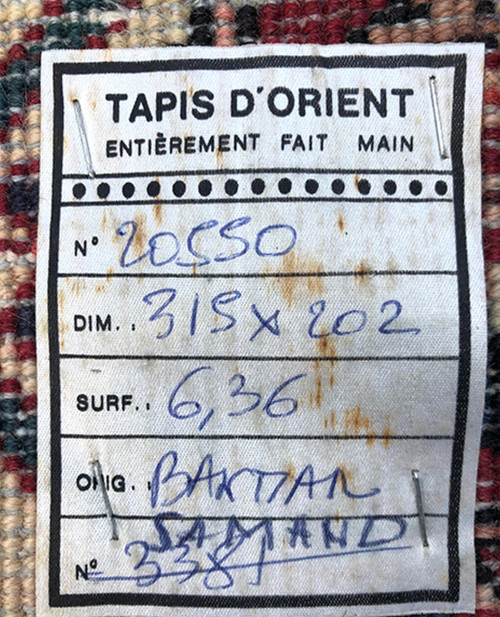 TAPIS D'ORIENT
ENTIÈREMENT FAIT MAIN
N° 20550
DIM. : 315 x 202
SURF. : 6,36
ORIG. : BAKTIAR
SAMAND
N° 3381